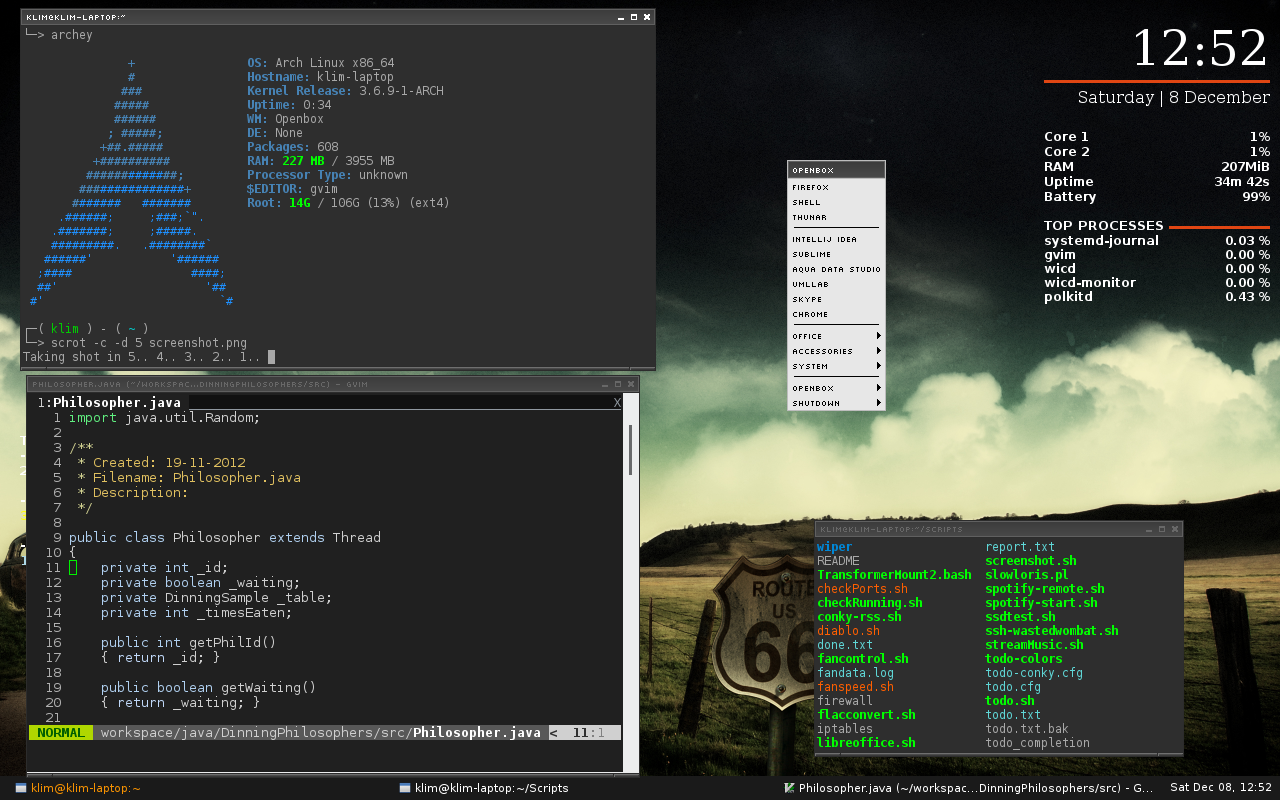 KLIM@KLIM-LAPTOP:~
└─> archey
+
#
###
#####
######
; #####;
+##.#####
+##########
#############;
###############+
#######   #######
.######;     ;###;`".
.#######;     ;#####.
#########.   .########`
######'           '######
;####                 ####;
##'                     '##
#'                         `#
OS: Arch Linux x86_64
Hostname: klim-laptop
Kernel Release: 3.6.9-1-ARCH
Uptime: 0:34
WM: Openbox
DE: None
Packages: 608
RAM: 227 MB / 3955 MB
Processor Type: unknown
$EDITOR: gvim
Root: 14G / 106G (13%) (ext4)
┌─( klim ) - ( ~ )
└─> scrot -c -d 5 screenshot.png
Taking shot in 5.. 4.. 3.. 2.. 1..
PHILOSOPHER.JAVA (~/WORKSPAC...DINNINGPHILOSOPHERS/SRC) - GVIM
1:Philosopher.java X
1 import java.util.Random;
2
3 /**
4  * Created: 19-11-2012
5  * Filename: Philosopher.java
6  * Description:
7  */
8
9 public class Philosopher extends Thread
10 {
11     private int _id;
12     private boolean _waiting;
13     private DinningSample _table;
14     private int _timesEaten;
15
16     public int getPhilId()
17     { return _id; }
18
19     public boolean getWaiting()
20     { return _waiting; }
21
NORMAL workspace/java/DinningPhilosophers/src/Philosopher.java < 11:1
12:52
Saturday | 8 December
Core 1 1%
Core 2 1%
RAM 207MiB
Uptime 34m 42s
Battery 99%
TOP PROCESSES
systemd-journal 0.03 %
gvim 0.00 %
wicd 0.00 %
wicd-monitor 0.00 %
polkitd 0.43 %
OPENBOX
FIREFOX
SHELL
THUNAR
INTELLIJ IDEA
SUBLIME
AQUA DATA STUDIO
UMLLAB
SKYPE
CHROME
OFFICE
ACCESSORIES
SYSTEM
OPENBOX
SHUTDOWN
ROUTE
US
66
KLIM@KLIM-LAPTOP:~/SCRIPTS
wiper report.txt
README screenshot.sh
TransformerMount2.bash slowloris.pl
checkPorts.sh spotify-remote.sh
checkRunning.sh spotify-start.sh
conky-rss.sh ssdtest.sh
diablo.sh ssh-wastedwombat.sh
done.txt streamMusic.sh
fancontrol.sh todo-colors
fandata.log todo-conky.cfg
fanspeed.sh todo.cfg
firewall todo.sh
flacconvert.sh todo.txt
iptables todo.txt.bak
libreoffice.sh todo_completion
klim@klim-laptop:~
klim@klim-laptop:~/Scripts
Philosopher.java (~/workspac...DinningPhilosophers/src) - G...
Sat Dec 08, 12:52